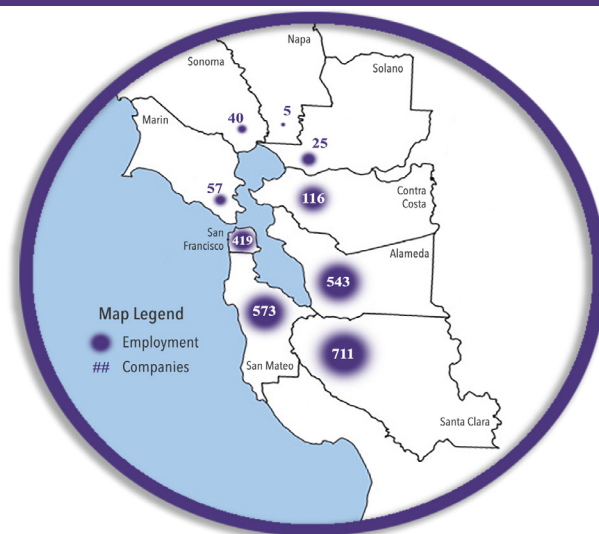 Napa
Sonoma
Solano
5
40
Marin
25
57
116
Contra
Costa
San
Francisco
419
Alameda
543
573
Map Legend
Employment
## Companies
711
San Mateo
Santa Clara